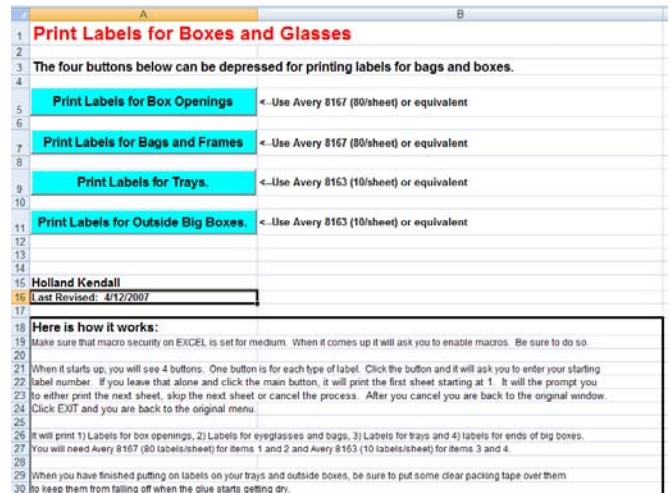 A B
1 Print Labels for Boxes and Glasses
2
3 The four buttons below can be depressed for printing labels for bags and boxes.
4
5 Print Labels for Box Openings <--Use Avery 8167 (80/sheet) or equivalent
6
7 Print Labels for Bags and Frames <--Use Avery 8167 (80/sheet) or equivalent
8
9 Print Labels for Trays. <--Use Avery 8163 (10/sheet) or equivalent
10
11 Print Labels for Outside Big Boxes. <--Use Avery 8163 (10/sheet) or equivalent
12
13
14
15 Holland Kendall
16 Last Revised: 4/12/2007
17
18 Here is how it works:
19 Make sure that macro security on EXCEL is set for medium. When it comes up it will ask you to enable macros. Be sure to do so.
20
21 When it starts up, you will see 4 buttons. One button is for each type of label. Click the button and it will ask you to enter your starting
22 label number. If you leave that alone and click the main button, it will print the first sheet starting at 1. It will the prompt you
23 to either print the next sheet, skip the next sheet or cancel the process. After you cancel you are back to the original window.
24 Click EXIT and you are back to the original menu.
25
26 It will print 1) Labels for box openings, 2) Labels for eyeglasses and bags, 3) Labels for trays and 4) labels for ends of big boxes.
27 You will need Avery 8167 (80 labels/sheet) for items 1 and 2 and Avery 8163 (10 labels/sheet) for items 3 and 4.
28
29 When you have finished putting on labels on your trays and outside boxes, be sure to put some clear packing tape over them
30 to keep them from falling off when the glue starts getting dry.